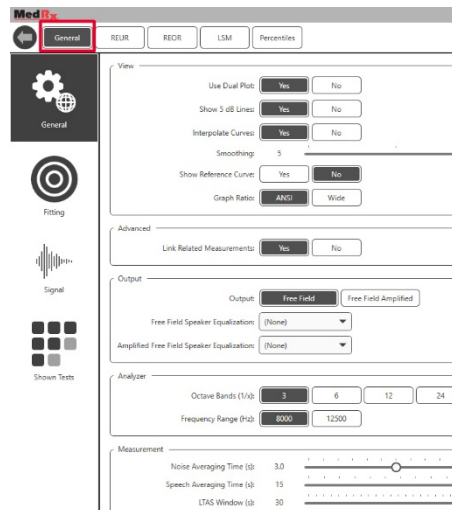 MedRx
General REUR REOR LSM Percentiles
General
Fitting
Signal
Shown Tests
View
Use Dual Plot: Yes No
Show 5 dB Lines: Yes No
Interpolate Curves: Yes No
Smoothing: 5
Show Reference Curve: Yes No
Graph Ratio: ANSI Wide
Advanced
Link Related Measurements: Yes No
Output
Output: Free Field Free Field Amplified
Free Field Speaker Equalization: (None)
Amplified Free Field Speaker Equalization: (None)
Analyzer
Octave Bands (1/x): 3 6 12 24
Frequency Range (Hz): 8000 12500
Measurement
Noise Averaging Time (s): 3.0
Speech Averaging Time (s): 15
LTAS Window (s): 30